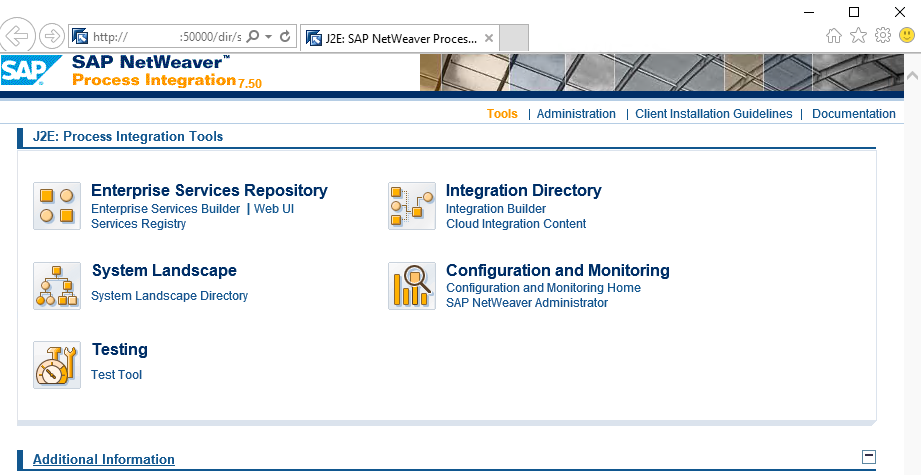 http://
:50000/dir/s
J2E: SAP NetWeaver Proces...
SAP
SAP NetWeaver™
Process Integration 7.50
Tools | Administration | Client Installation Guidelines | Documentation
J2E: Process Integration Tools
Enterprise Services Repository
Enterprise Services Builder | Web UI
Services Registry
Integration Directory
Integration Builder
Cloud Integration Content
System Landscape
System Landscape Directory
Configuration and Monitoring
Configuration and Monitoring Home
SAP NetWeaver Administrator
Testing
Test Tool
Additional Information